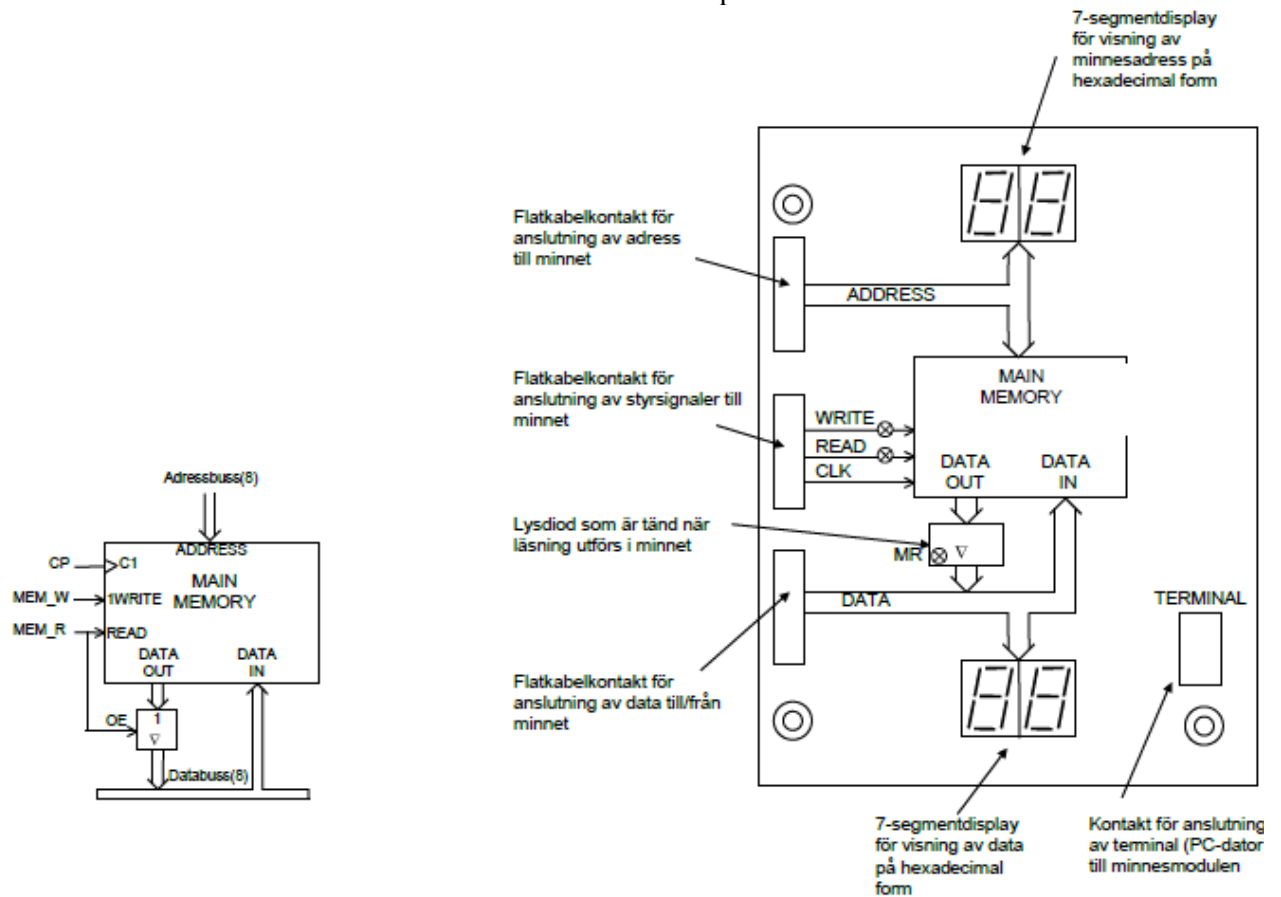 7-segmentdisplay
för visning av
minnesadress på
hexadecimal form
Flatkabelkontakt för
anslutning av adress
till minnet
ADDRESS
Flatkabelkontakt för
anslutning av styrsignaler till
minnet
MAIN
MEMORY
WRITE
READ
CLK
DATA
OUT
DATA
IN
Lysdiod som är tänd när
läsning utförs i minnet
MR
∇
DATA
TERMINAL
Flatkabelkontakt för
anslutning av data till/från
minnet
7-segmentdisplay
för visning av data
på hexadecimal
form
Kontakt för anslutning
av terminal (PC-dator
till minnesmodulen
Adressbuss(8)
ADDRESS
CP
C1
MAIN
MEMORY
MEM_W
1WRITE
MEM_R
READ
DATA
OUT
DATA
IN
OE
1
∇
Databuss(8)